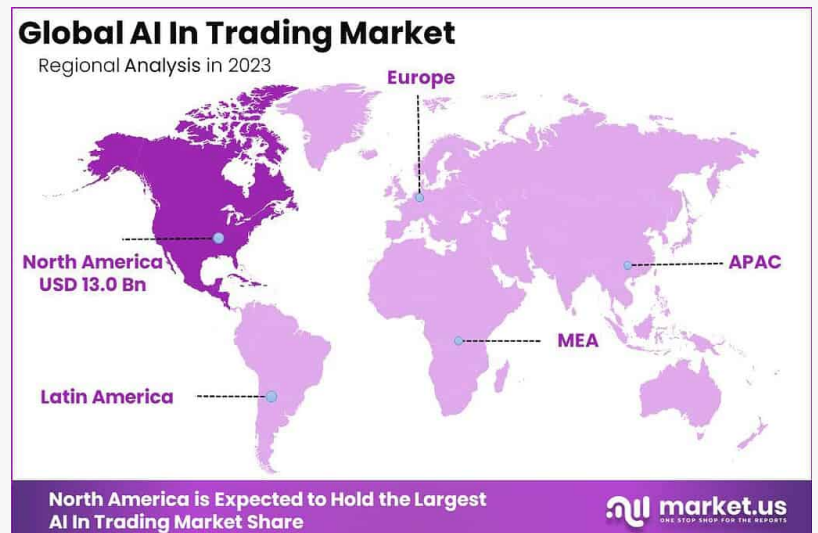 Global AI In Trading Market
Regional Analysis in 2023
Europe
North America
USD 13.0 Bn
APAC
MEA
Latin America
North America is Expected to Hold the Largest
AI In Trading Market Share
market.us
ONE STOP SHOP FOR THE REPORTS